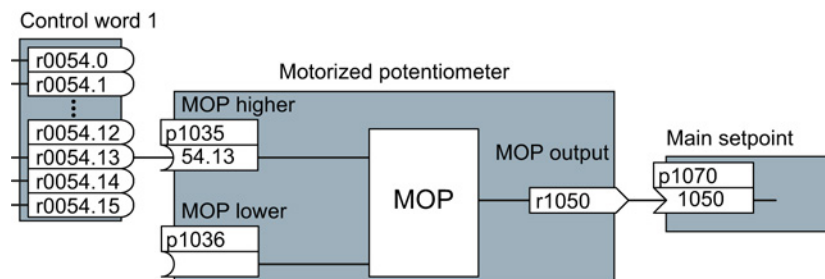 Control word 1
r0054.0
r0054.1
r0054.12
r0054.13
r0054.14
r0054.15
Motorized potentiometer
MOP higher
p1035
54.13
MOP lower
p1036
MOP
MOP output
r1050
Main setpoint
p1070
1050